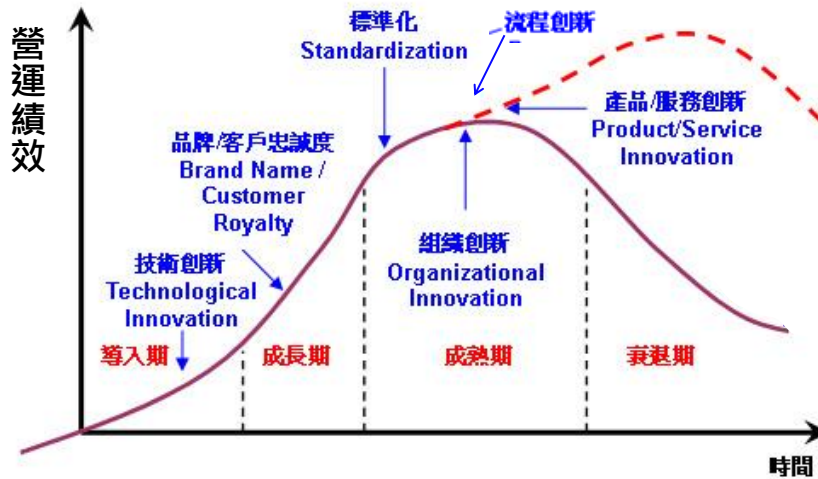 營運績效
標準化
Standardization
流程創新
產品/服務創新
Product/Service
Innovation
品牌/客戶忠誠度
Brand Name /
Customer
Royalty
組織創新
Organizational
Innovation
技術創新
Technological
Innovation
導入期
成長期
成熟期
衰退期
時間